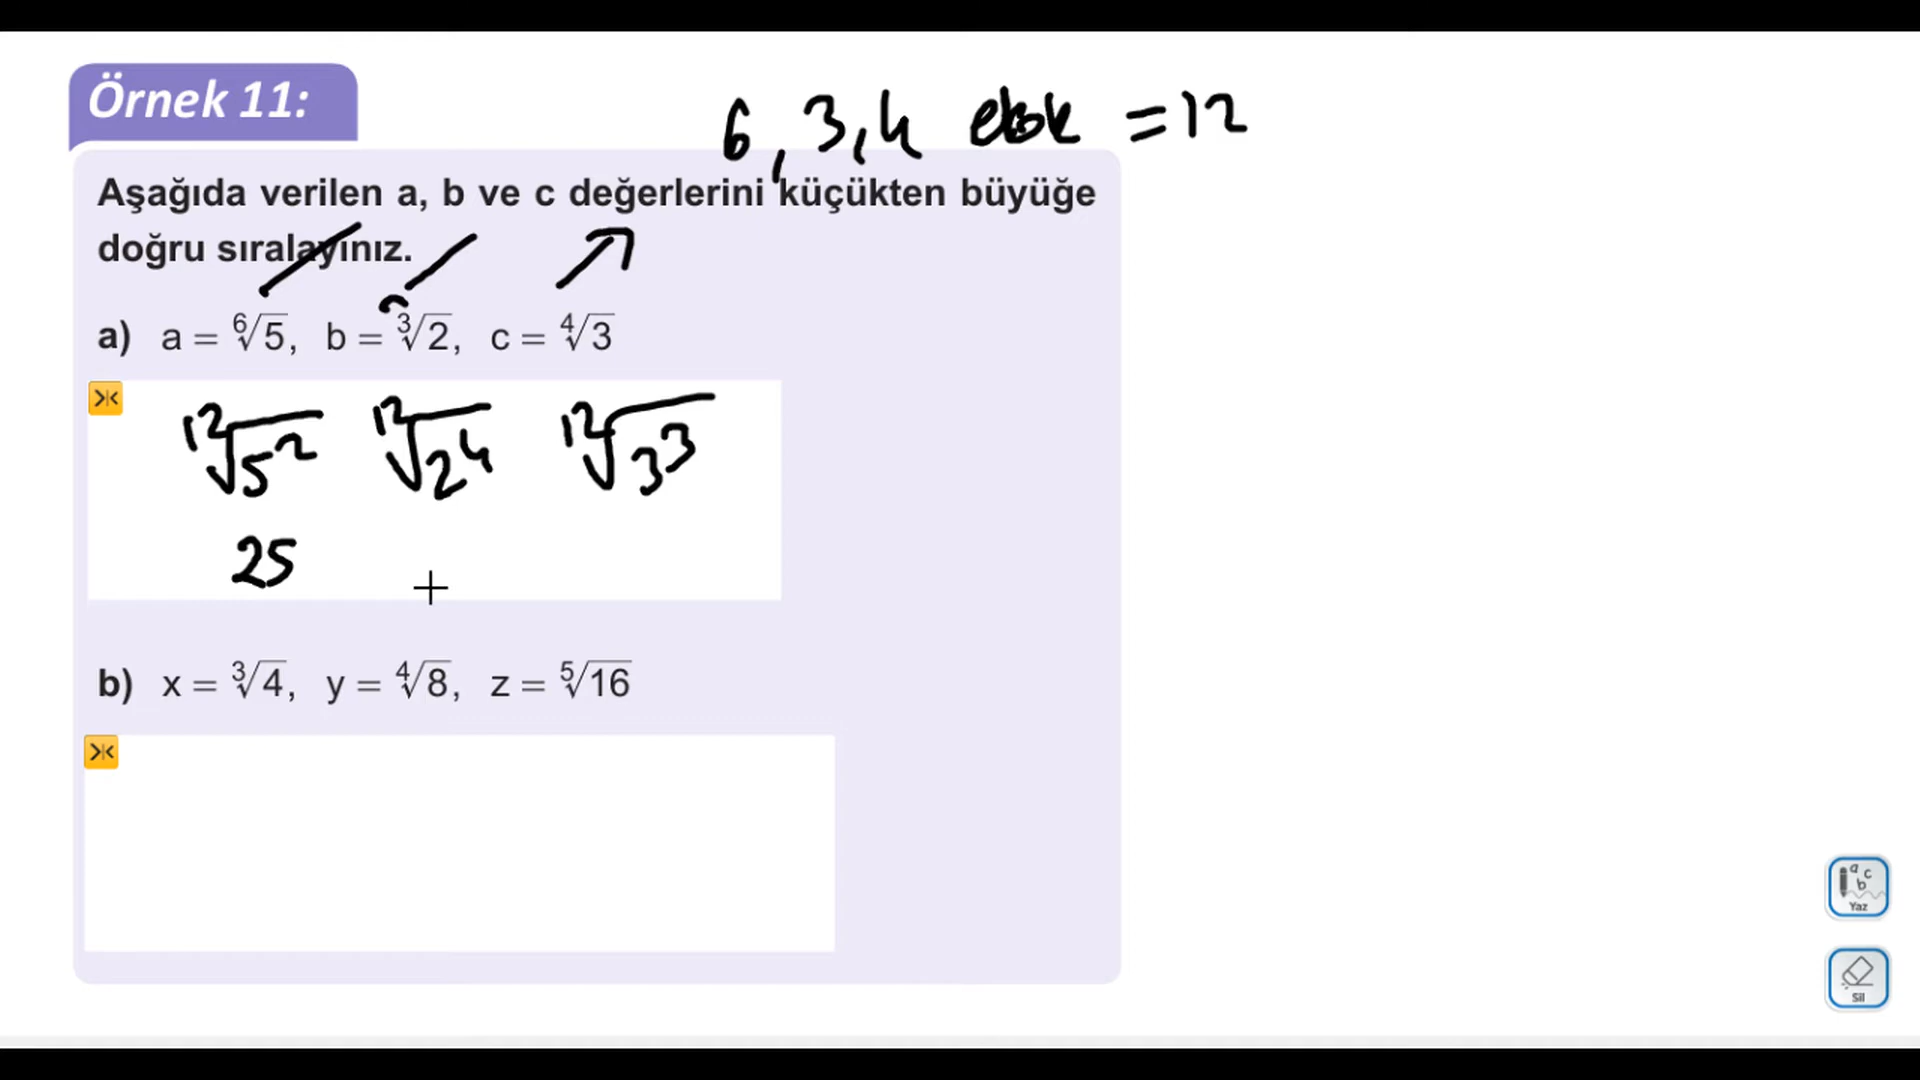 Örnek 11:
6, 3, 4 ebk = 12
Aşağıda verilen a, b ve c değerlerini küçükten büyüğe
doğru sıralayınız.
a) a = ⁶√5, b = ³√2, c = ⁴√3
¹²√5² ¹²√2⁴ ¹²√3³
25
b) x = ³√4, y = ⁴√8, z = ⁵√16
a b c
Yaz
Sil